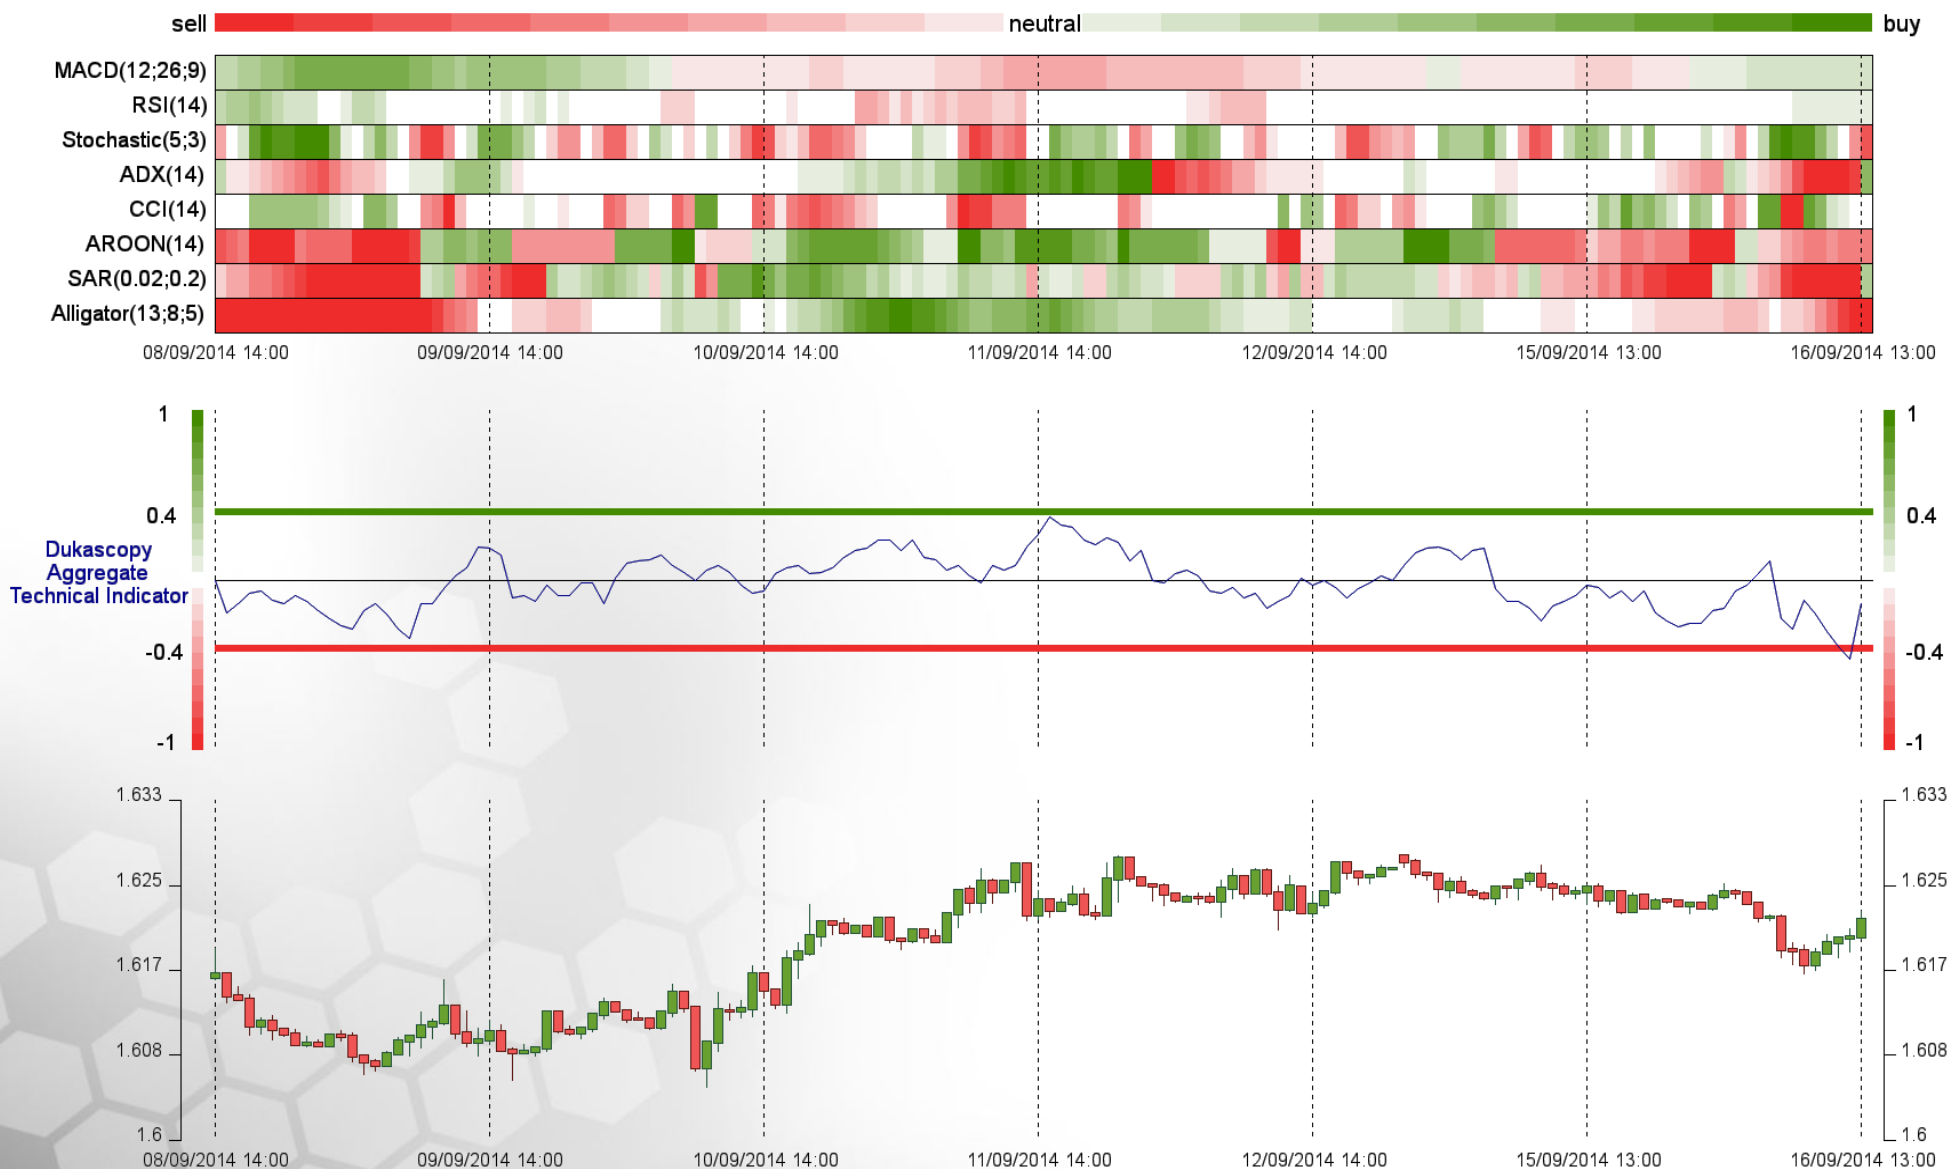 sell neutral buy
MACD(12;26;9)
RSI(14)
Stochastic(5;3)
ADX(14)
CCI(14)
AROON(14)
SAR(0.02;0.2)
Alligator(13;8;5)
08/09/2014 14:00 09/09/2014 14:00 10/09/2014 14:00 11/09/2014 14:00 12/09/2014 14:00 15/09/2014 13:00 16/09/2014 13:00
1 1
0.4 0.4
Dukascopy
Aggregate
Technical Indicator
-0.4 -0.4
-1 -1
1.633 1.633
1.625 1.625
1.617 1.617
1.608 1.608
1.6 1.6
08/09/2014 14:00 09/09/2014 14:00 10/09/2014 14:00 11/09/2014 14:00 12/09/2014 14:00 15/09/2014 13:00 16/09/2014 13:00